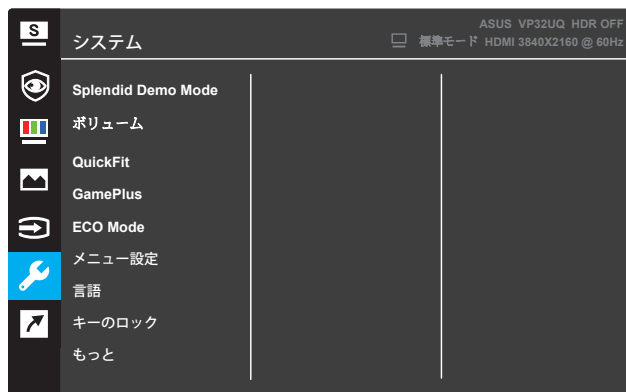 S
システム
ASUS VP32UQ HDR OFF
標準モード HDMI 3840X2160 @ 60Hz
Splendid Demo Mode
ボリューム
QuickFit
GamePlus
ECO Mode
メニュー設定
言語
キーのロック
もっと